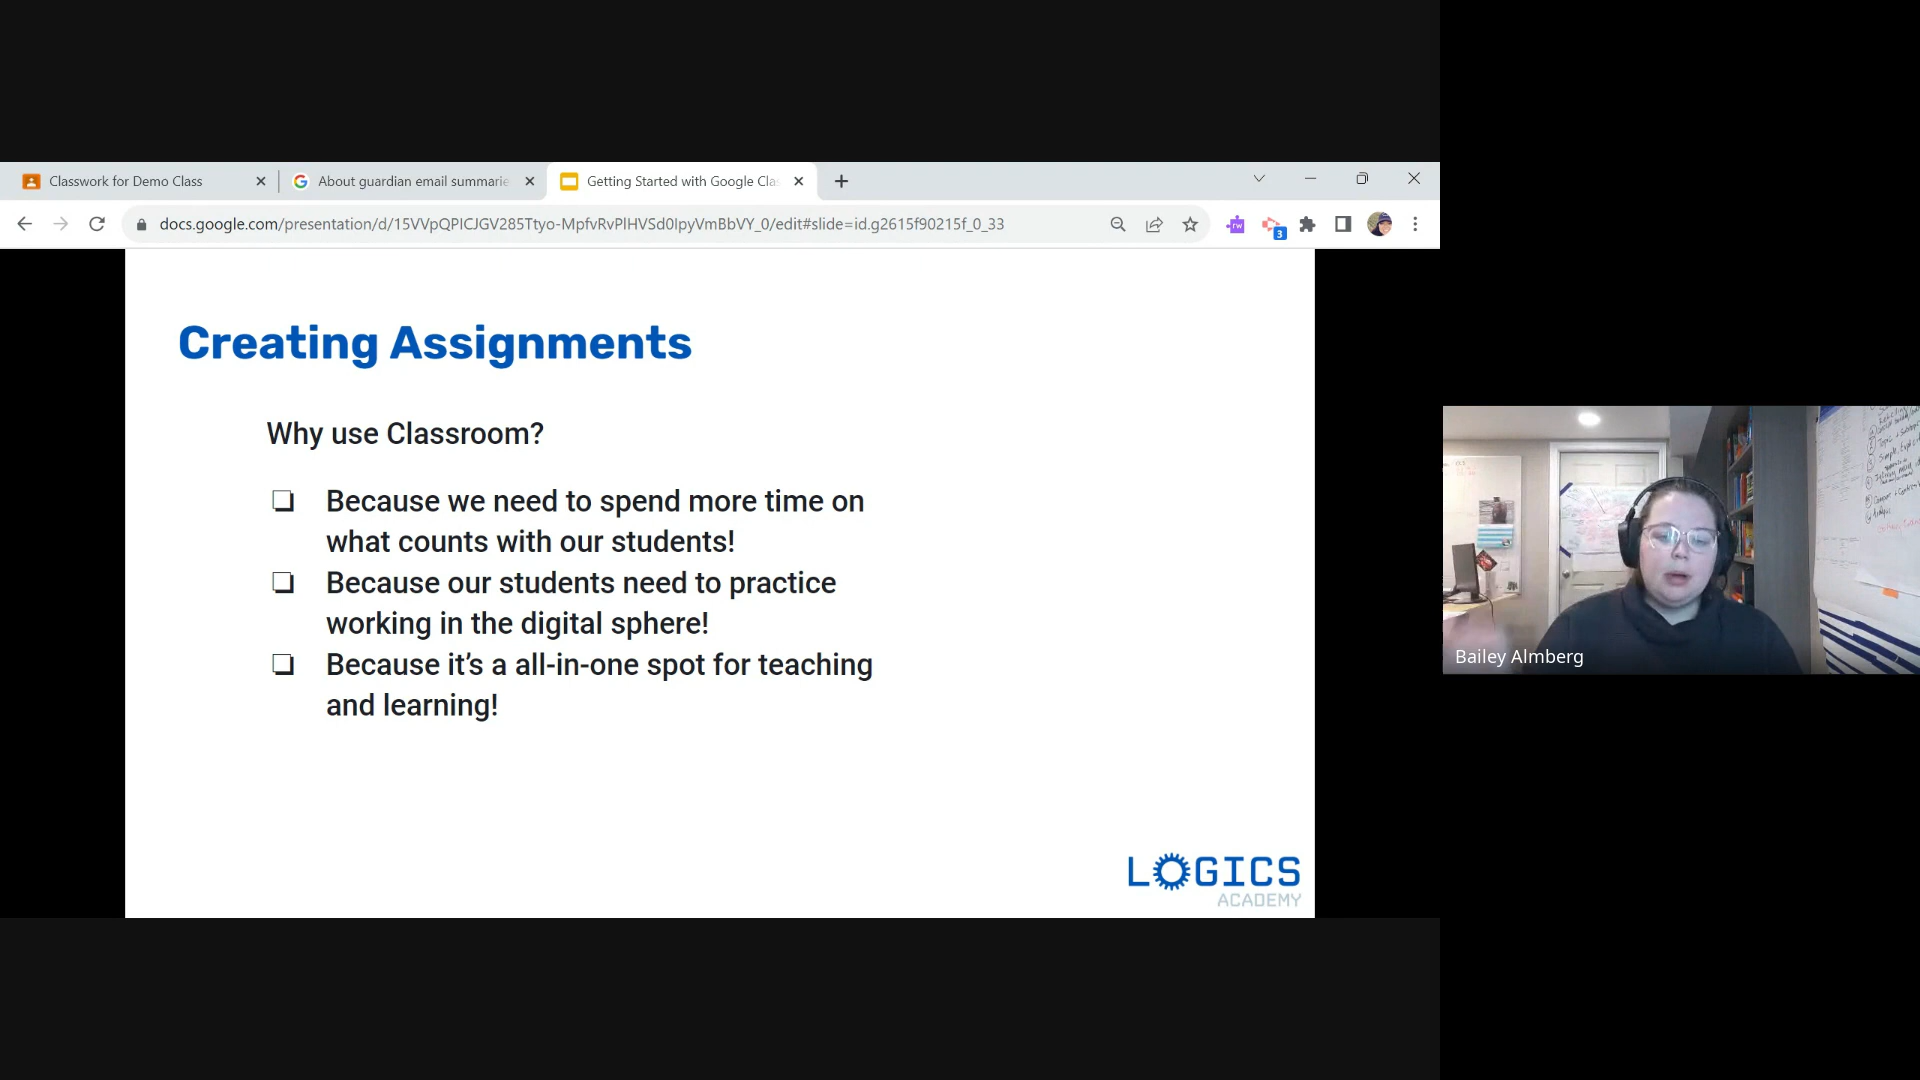 Classwork for Demo Class
About guardian email summarie
Getting Started with Google Cla
docs.google.com/presentation/d/15VVpQPICJGV285Ttyo-MpfvRvPlHVSd0IpyVmBbVY_0/edit#slide=id.g2615f90215f_0_33
rw
3
Creating Assignments
Why use Classroom?
Because we need to spend more time on
what counts with our students!
Because our students need to practice
working in the digital sphere!
Because it’s a all-in-one spot for teaching
and learning!
LOGICS
ACADEMY
Bailey Almberg